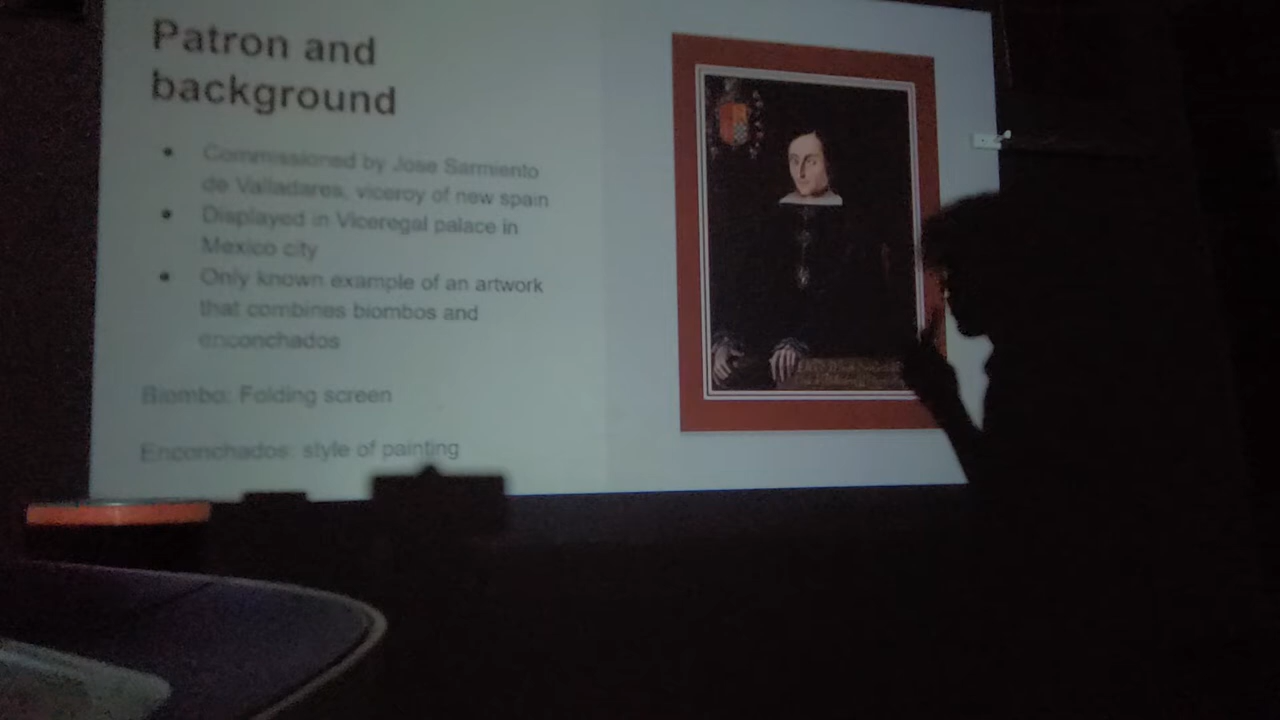 Patron and
background
• Commissioned by Jose Sarmiento
de Valladares, viceroy of new spain
• Displayed in Viceregal palace in
Mexico city
• Only known example of an artwork
that combines biombos and
enconchados
Biombo: Folding screen
Enconchados: style of painting